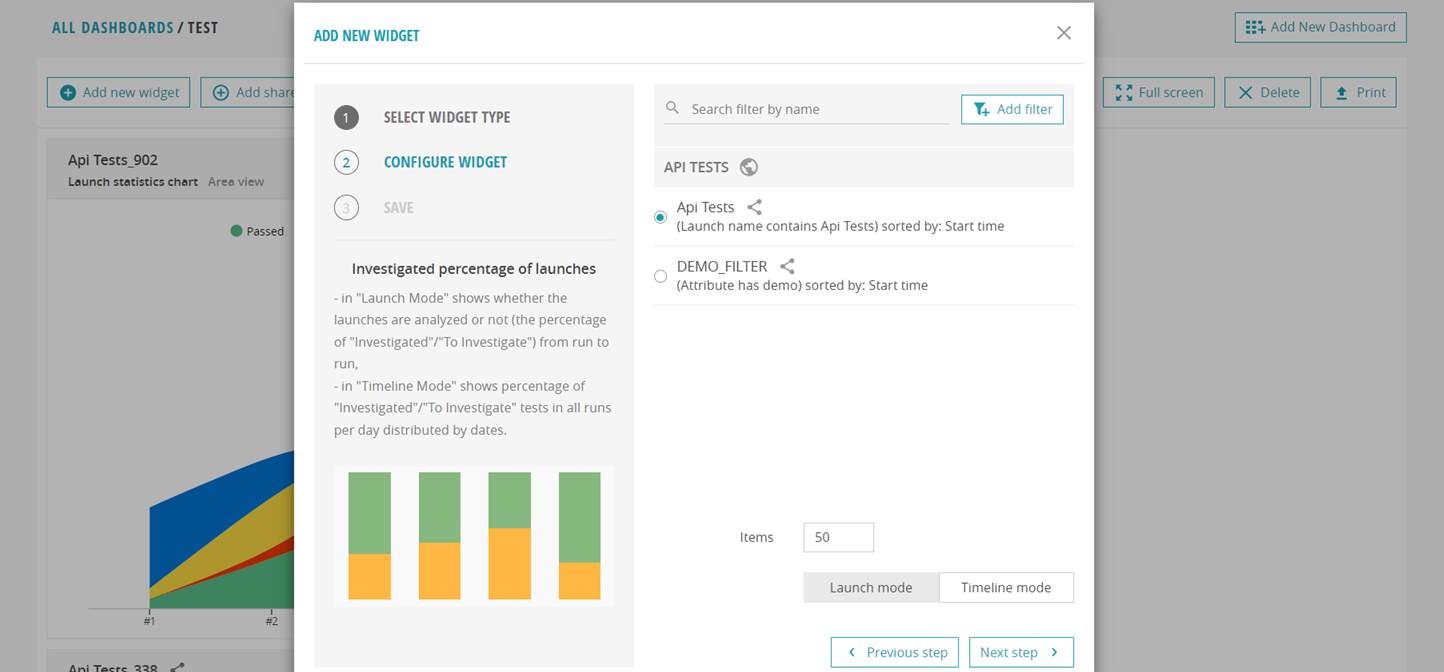 ALL DASHBOARDS / TEST
Add New Dashboard
Add new widget
Add share
Full screen
Delete
Print
Api Tests_902
Launch statistics chart Area view
Passed
#1
#2
Api Tests_338
ADD NEW WIDGET
1 SELECT WIDGET TYPE
2 CONFIGURE WIDGET
3 SAVE
Investigated percentage of launches
- in "Launch Mode" shows whether the
launches are analyzed or not (the percentage
of "Investigated"/"To Investigate") from run to
run,
- in "Timeline Mode" shows percentage of
"Investigated"/"To Investigate" tests in all runs
per day distributed by dates.
Search filter by name
Add filter
API TESTS
Api Tests
(Launch name contains Api Tests) sorted by: Start time
DEMO_FILTER
(Attribute has demo) sorted by: Start time
Items 50
Launch mode Timeline mode
Previous step Next step